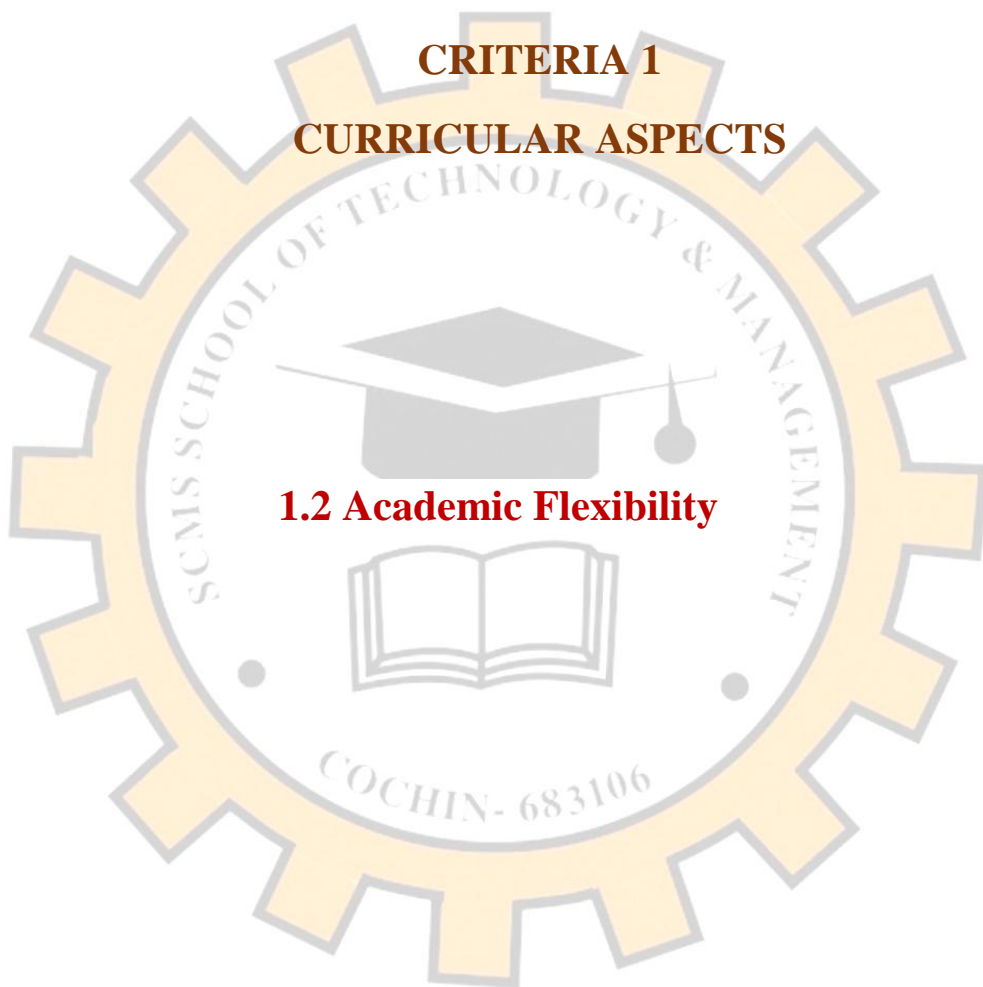 CRITERIA 1
CURRICULAR ASPECTS
SCMS SCHOOL OF TECHNOLOGY & MANAGEMENT
1.2 Academic Flexibility
COCHIN- 683106